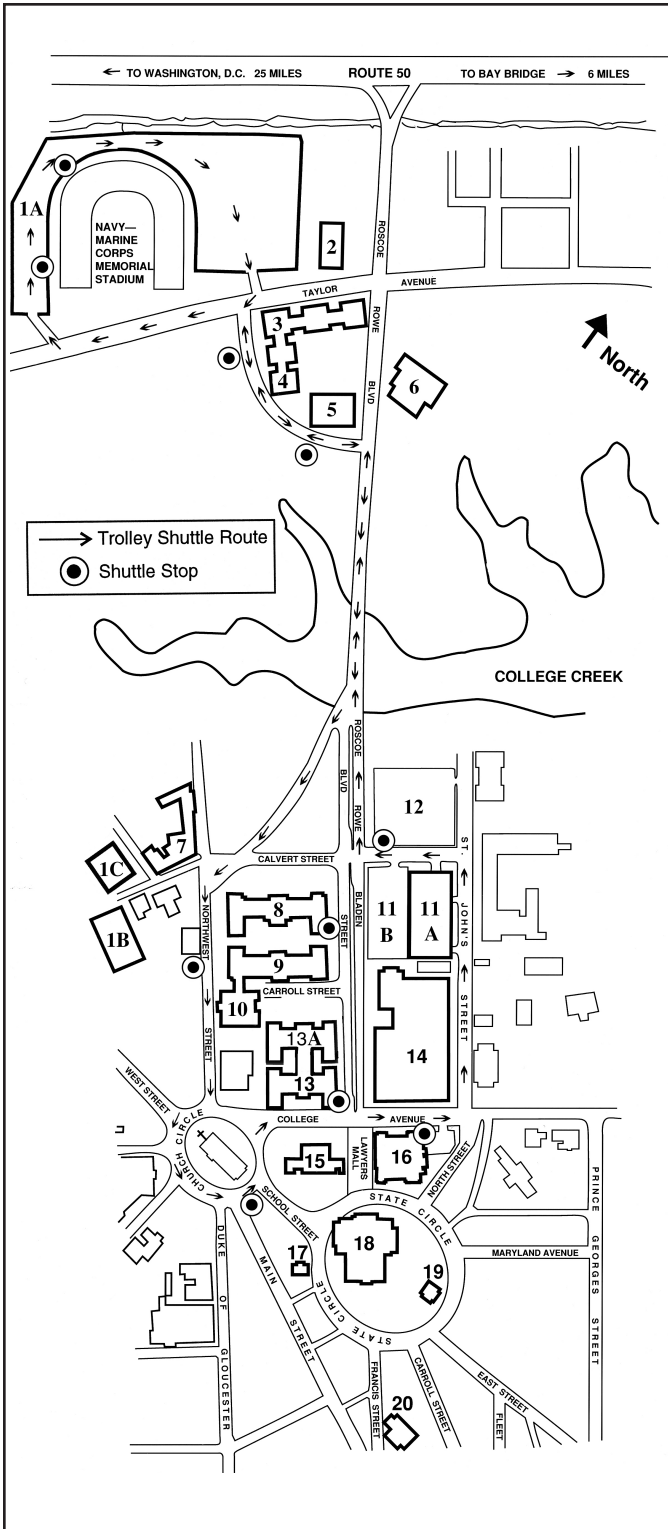 TO WASHINGTON, D.C. 25 MILES
ROUTE 50
TO BAY BRIDGE
6 MILES
1A
NAVY—
MARINE
CORPS
MEMORIAL
STADIUM
2
ROSCOE
TAYLOR
AVENUE
3
ROWE
North
4
6
BLVD
5
Trolley Shuttle Route
Shuttle Stop
COLLEGE CREEK
ROSCOE
BLVD
ROWE
12
ST.
7
CALVERT STREET
1C
NORTHWEST
8
STREET
BLADEN
11
B
11
A
JOHN'S
1B
9
CARROLL STREET
10
STREET
STREET
13A
13
14
WEST STREET
CHURCH CIRCLE
COLLEGE
AVENUE
15
LAWYERS
MALL
16
NORTH STREET
STATE CIRCLE
SCHOOL STREET
PRINCE GEORGES STREET
17
18
MARYLAND AVENUE
19
DUKE OF GLOUCESTER
MAIN
STREET
STATE CIRCLE
FRANCIS STREET
CARROLL STREET
EAST STREET
20
FLEET